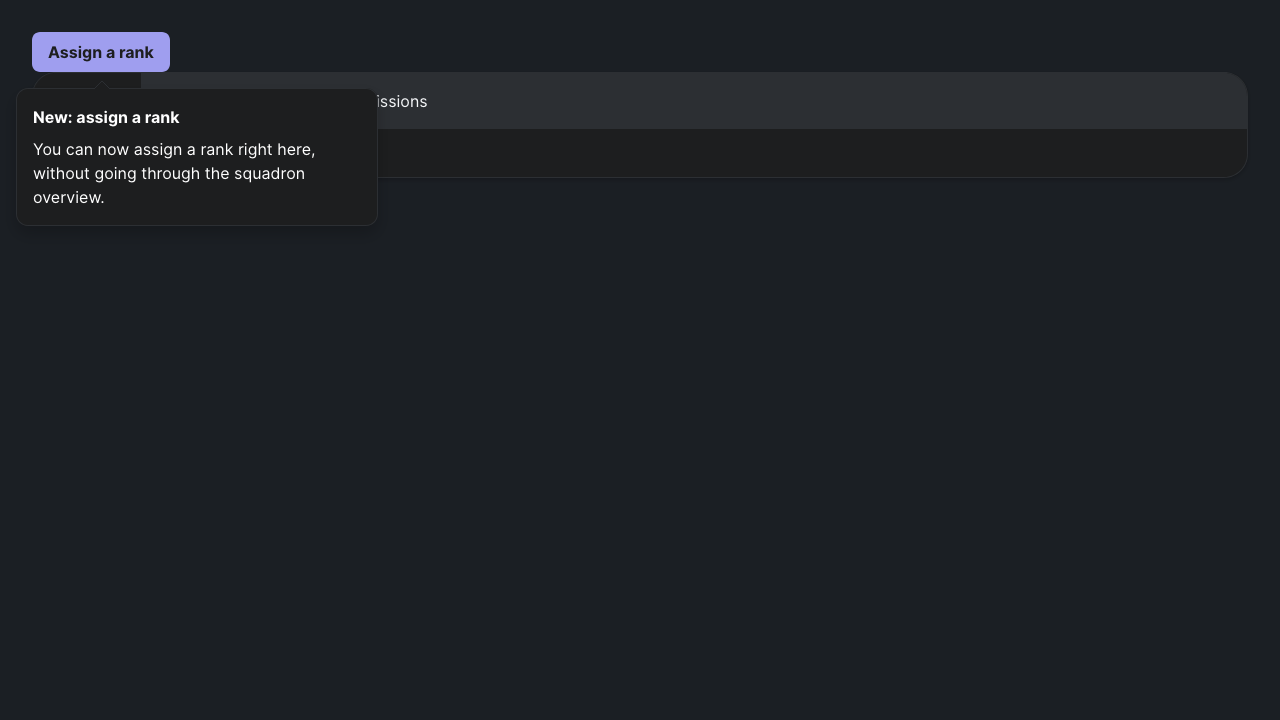 Assign a rank
issions
New: assign a rank
You can now assign a rank right here,
without going through the squadron
overview.